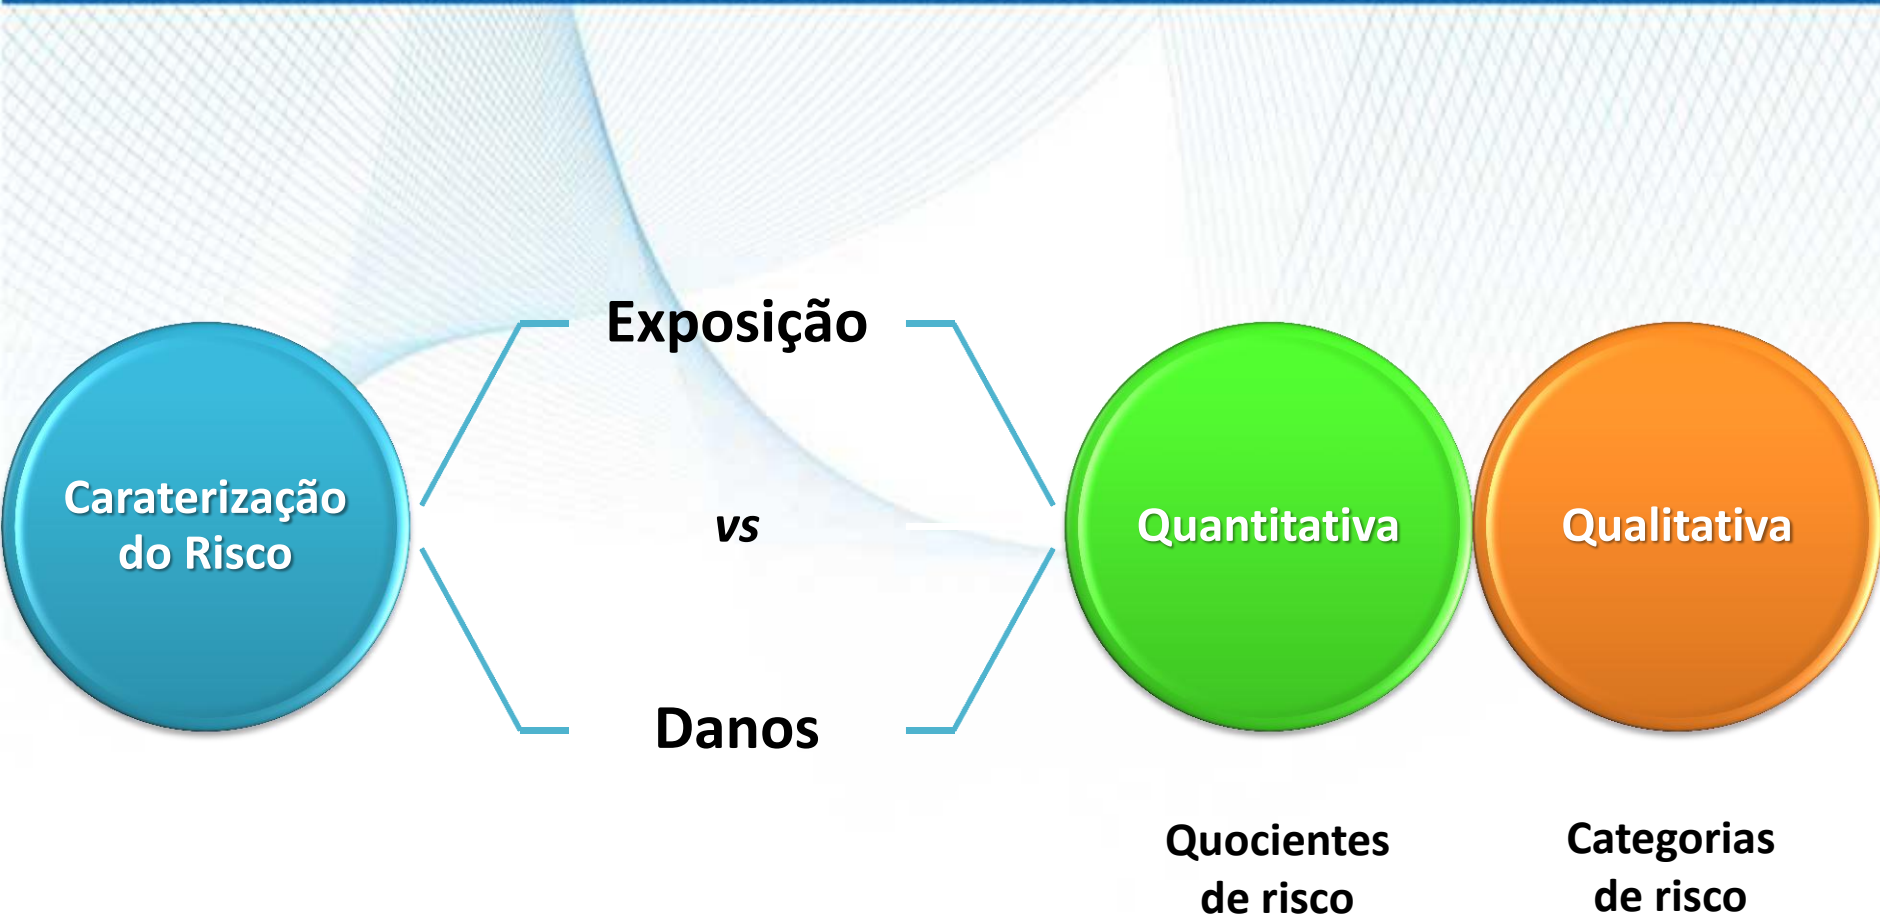 Caraterização
do Risco
Exposição
vs
Danos
Quantitativa
Qualitativa
Quocientes
de risco
Categorias
de risco